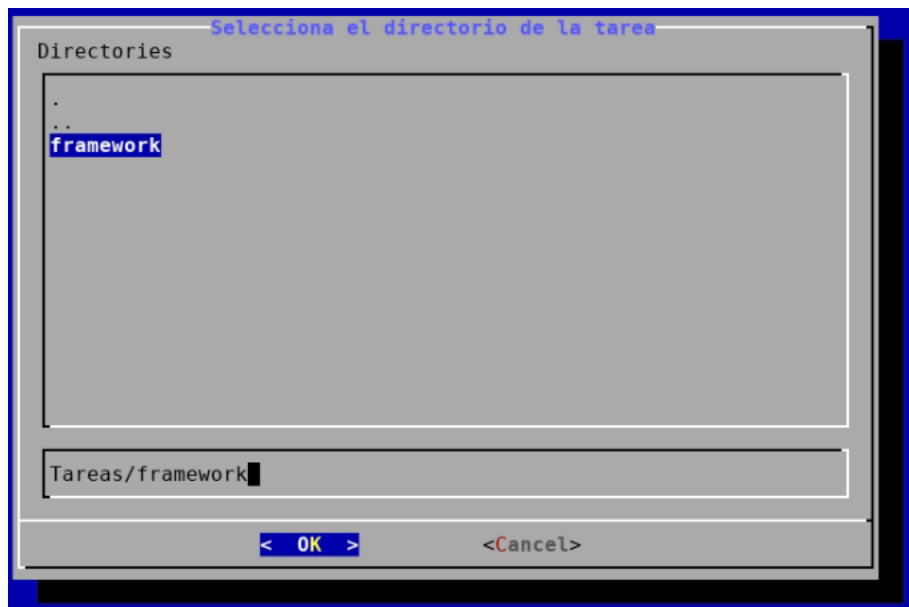 Selecciona el directorio de la tarea
Directories
.
..
framework
Tareas/framework
< OK > <Cancel>